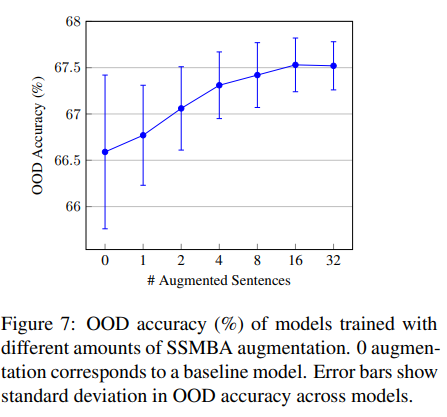 68
67.5
67
66.5
66
OOD Accuracy (%)
0 1 2 4 8 16 32
# Augmented Sentences
Figure 7: OOD accuracy (%) of models trained with
different amounts of SSMBA augmentation. 0 augmen-
tation corresponds to a baseline model. Error bars show
standard deviation in OOD accuracy across models.